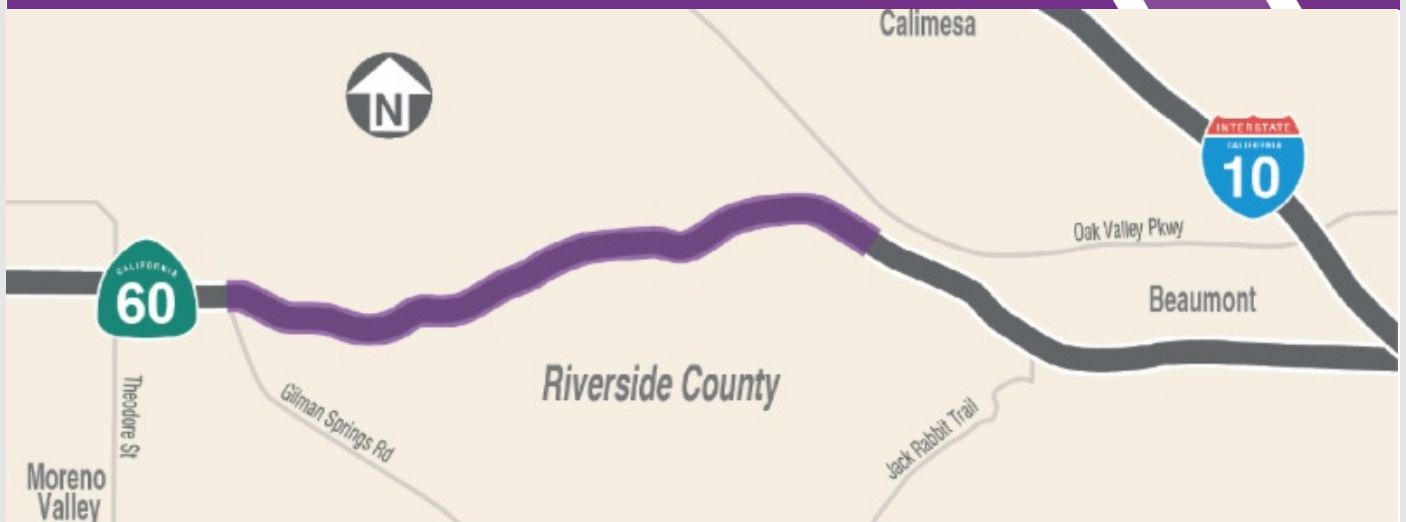 Calimesa
N
INTERSTATE
CALIFORNIA
10
Oak Valley Pkwy
CALIFORNIA
60
Beaumont
Riverside County
Theodore St
Gilman Springs Rd
Jack Rabbit Trail
Moreno
Valley